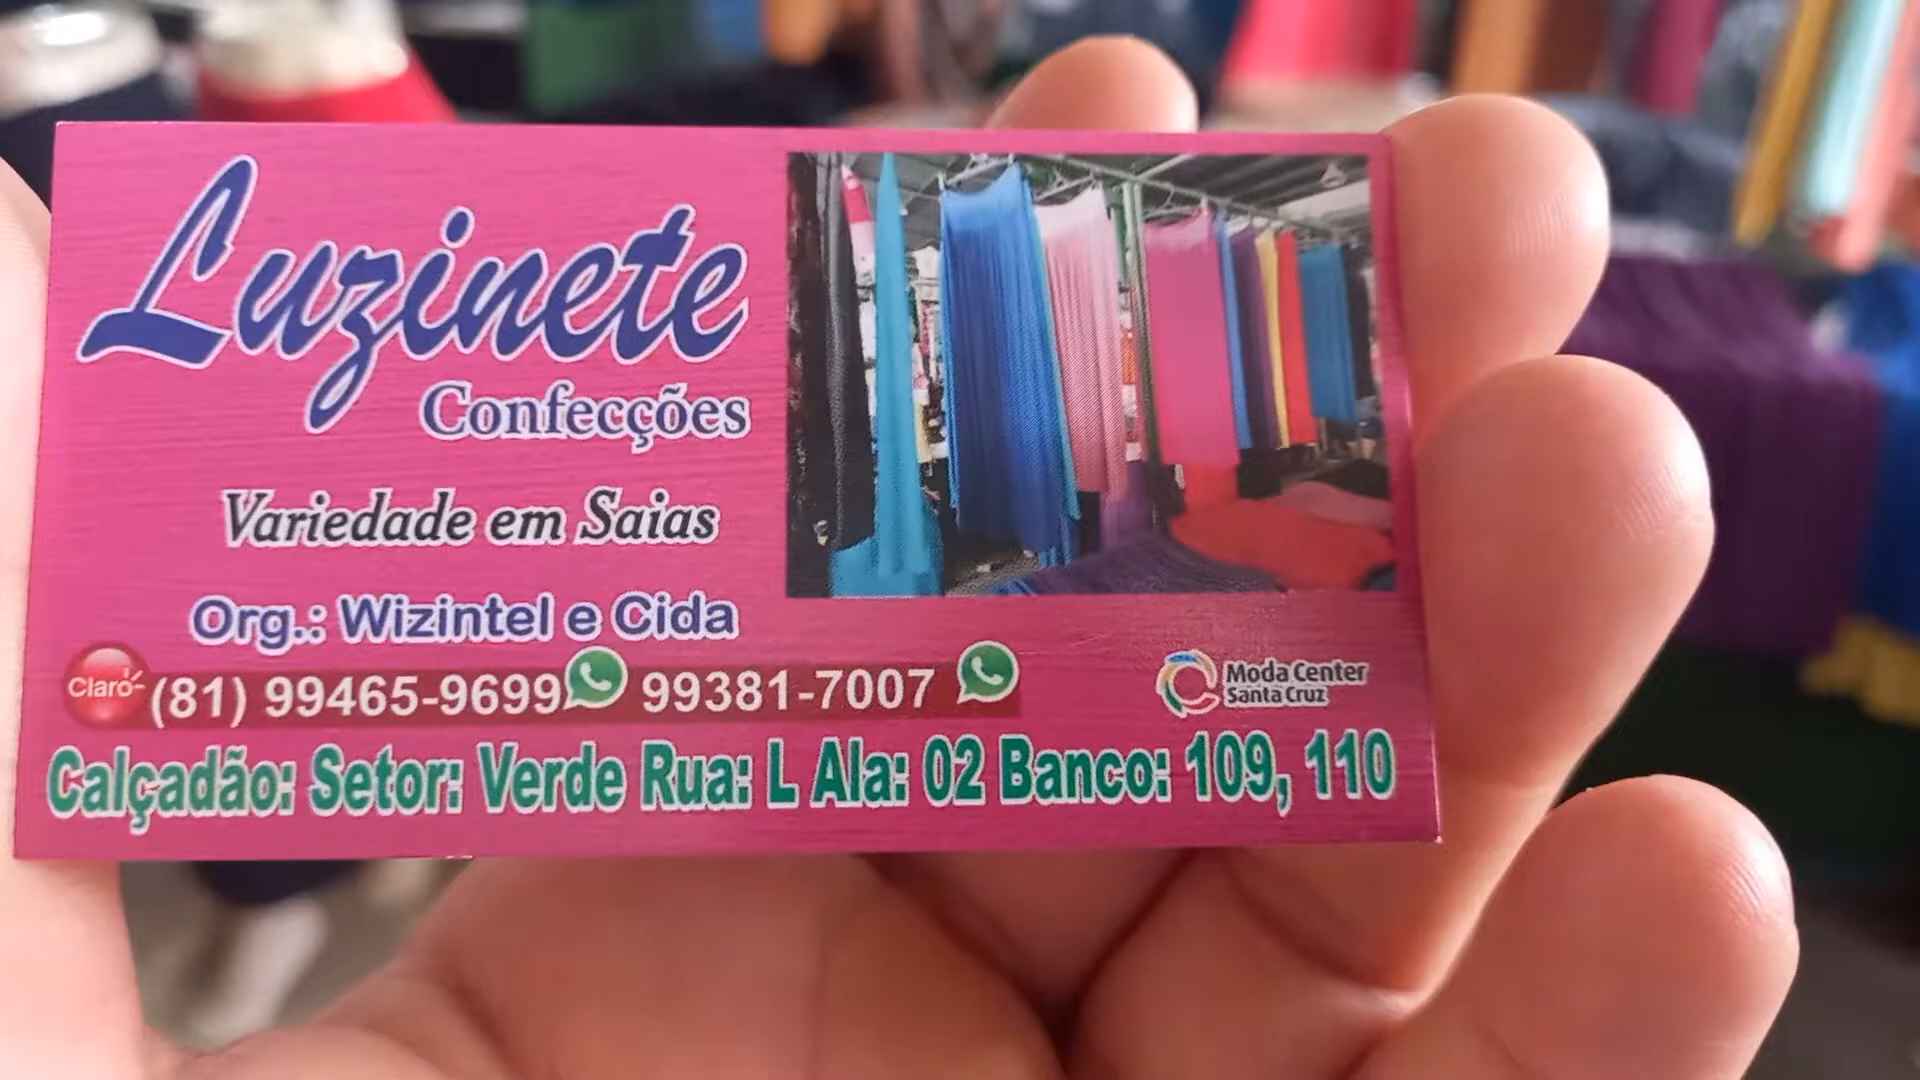 Luzinete
Confecções
Variedade em Saias
Org.: Wizintel e Cida
Claro (81) 99465-9699 99381-7007
Moda Center
Santa Cruz
Calçadão: Setor: Verde Rua: L Ala: 02 Banco: 109, 110